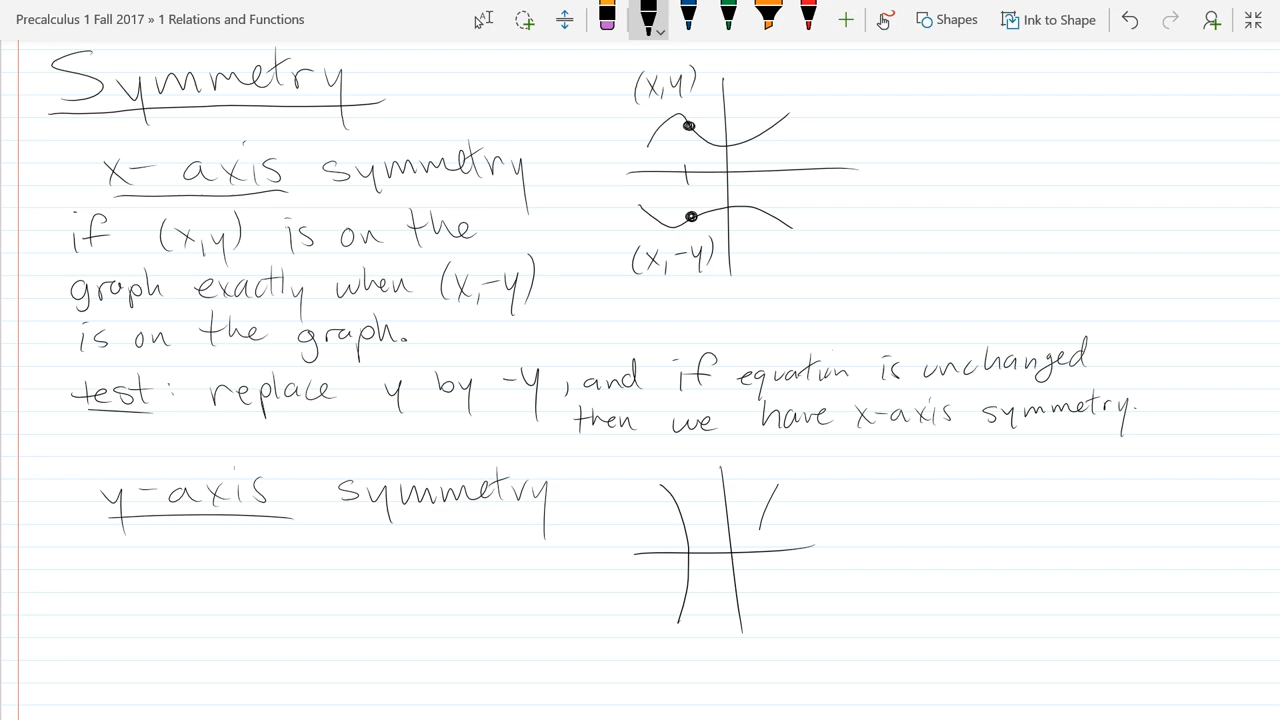 Precalculus 1 Fall 2017 » 1 Relations and Functions
Shapes
Ink to Shape
Symmetry
(x,y)
x-axis symmetry
if (x,y) is on the
graph exactly when (x,-y)
is on the graph.
(x,-y)
test: replace y by -y, and if equation is unchanged
then we have x-axis symmetry.
y-axis symmetry